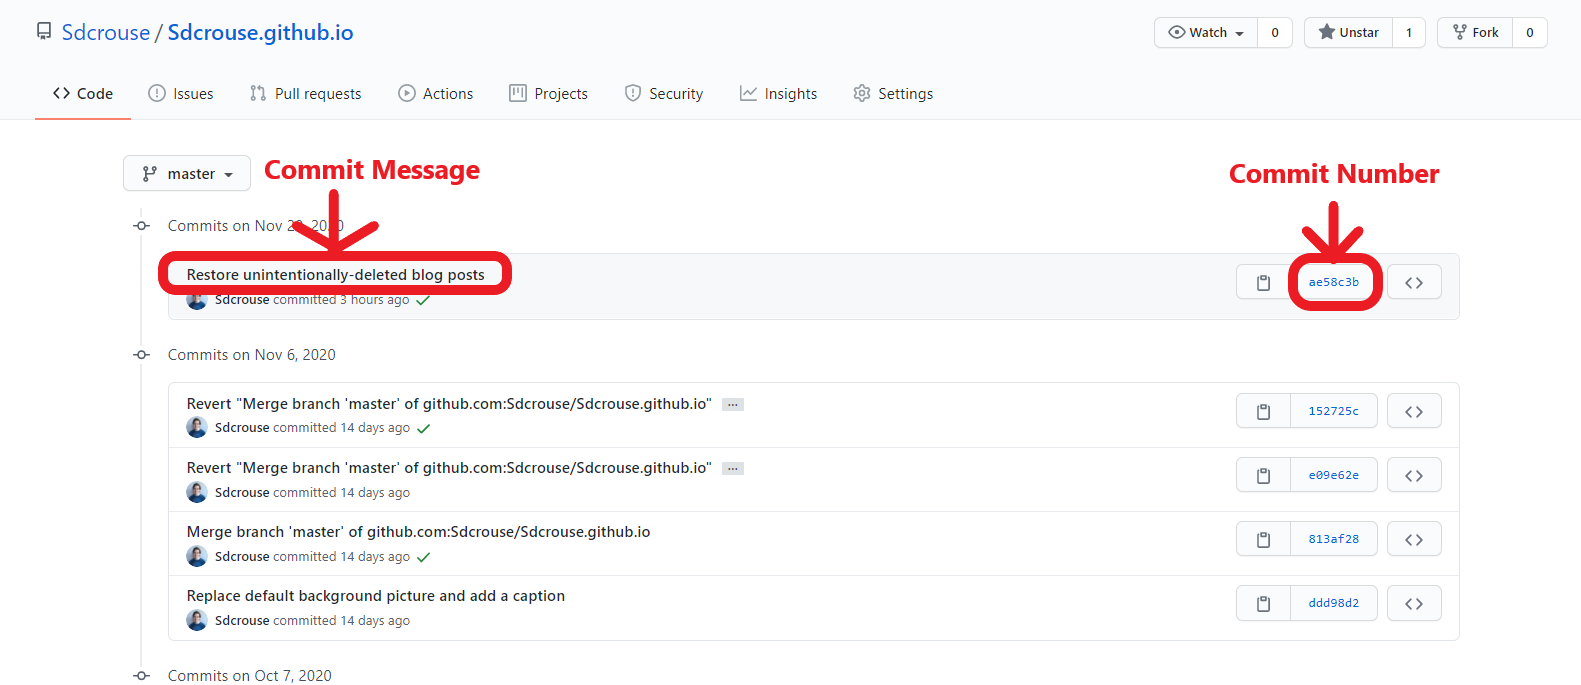 Sdcrouse / Sdcrouse.github.io
Watch 0 Unstar 1 Fork 0
Code Issues Pull requests Actions Projects Security Insights Settings
master
Commit Message
Commit Number
Commits on Nov 20, 2020
Restore unintentionally-deleted blog posts
Sdcrouse committed 3 hours ago
ae58c3b
Commits on Nov 6, 2020
Revert "Merge branch 'master' of github.com:Sdcrouse/Sdcrouse.github.io" ...
Sdcrouse committed 14 days ago
152725c
Revert "Merge branch 'master' of github.com:Sdcrouse/Sdcrouse.github.io" ...
Sdcrouse committed 14 days ago
e09e62e
Merge branch 'master' of github.com:Sdcrouse/Sdcrouse.github.io
Sdcrouse committed 14 days ago
813af28
Replace default background picture and add a caption
Sdcrouse committed 14 days ago
ddd98d2
Commits on Oct 7, 2020